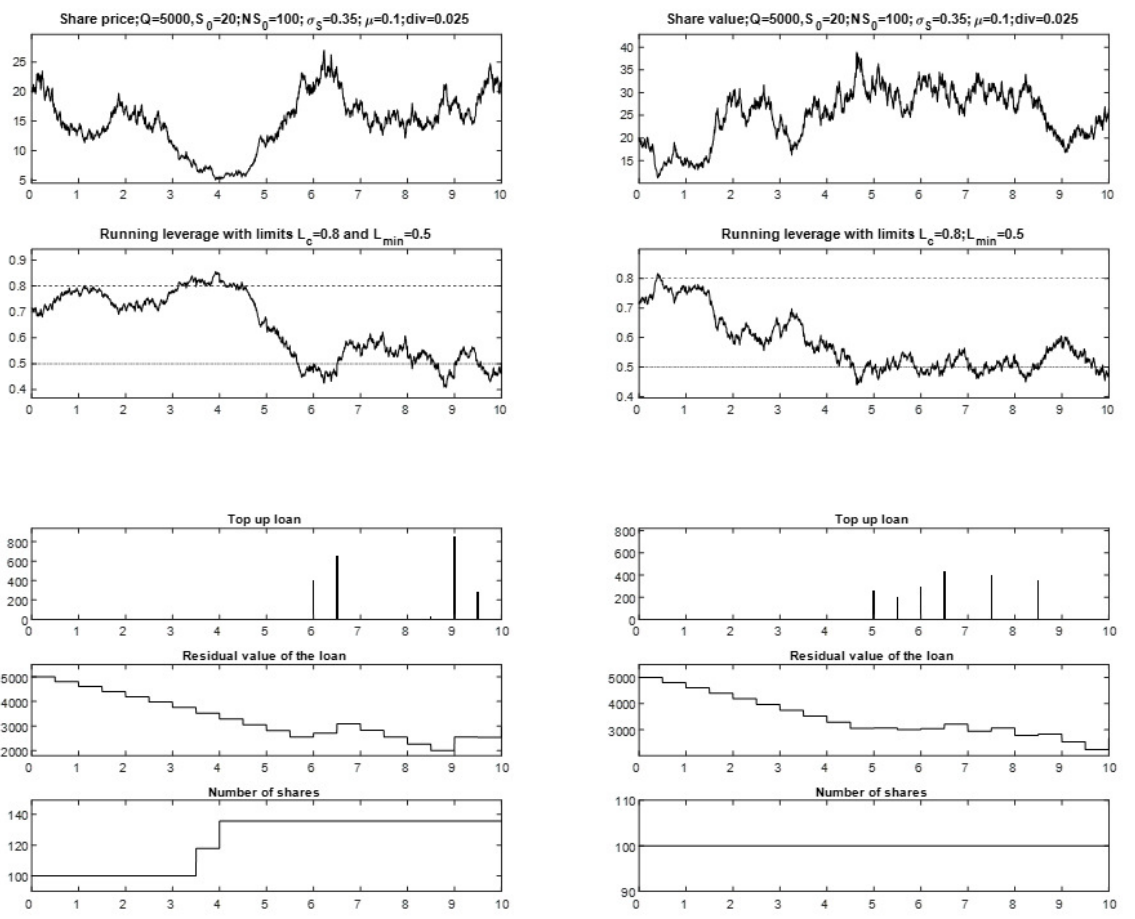 Share price;Q=5000,S_0=20;NS_0=100; σ_S=0.35; μ=0.1;div=0.025
25
20
15
10
5
0 1 2 3 4 5 6 7 8 9 10
Running leverage with limits L_c=0.8 and L_min=0.5
0.9
0.8
0.7
0.6
0.5
0.4
0 1 2 3 4 5 6 7 8 9 10
Share value;Q=5000,S_0=20;NS_0=100; σ_S=0.35; μ=0.1;div=0.025
40
35
30
25
20
15
0 1 2 3 4 5 6 7 8 9 10
Running leverage with limits L_c=0.8;L_min=0.5
0.8
0.7
0.6
0.5
0.4
0 1 2 3 4 5 6 7 8 9 10
Top up loan
800
600
400
200
0
0 1 2 3 4 5 6 7 8 9 10
Residual value of the loan
5000
4000
3000
2000
0 1 2 3 4 5 6 7 8 9 10
Number of shares
140
120
100
0 1 2 3 4 5 6 7 8 9 10
Top up loan
800
600
400
200
0
0 1 2 3 4 5 6 7 8 9 10
Residual value of the loan
5000
4000
3000
0 1 2 3 4 5 6 7 8 9 10
Number of shares
110
100
90
0 1 2 3 4 5 6 7 8 9 10